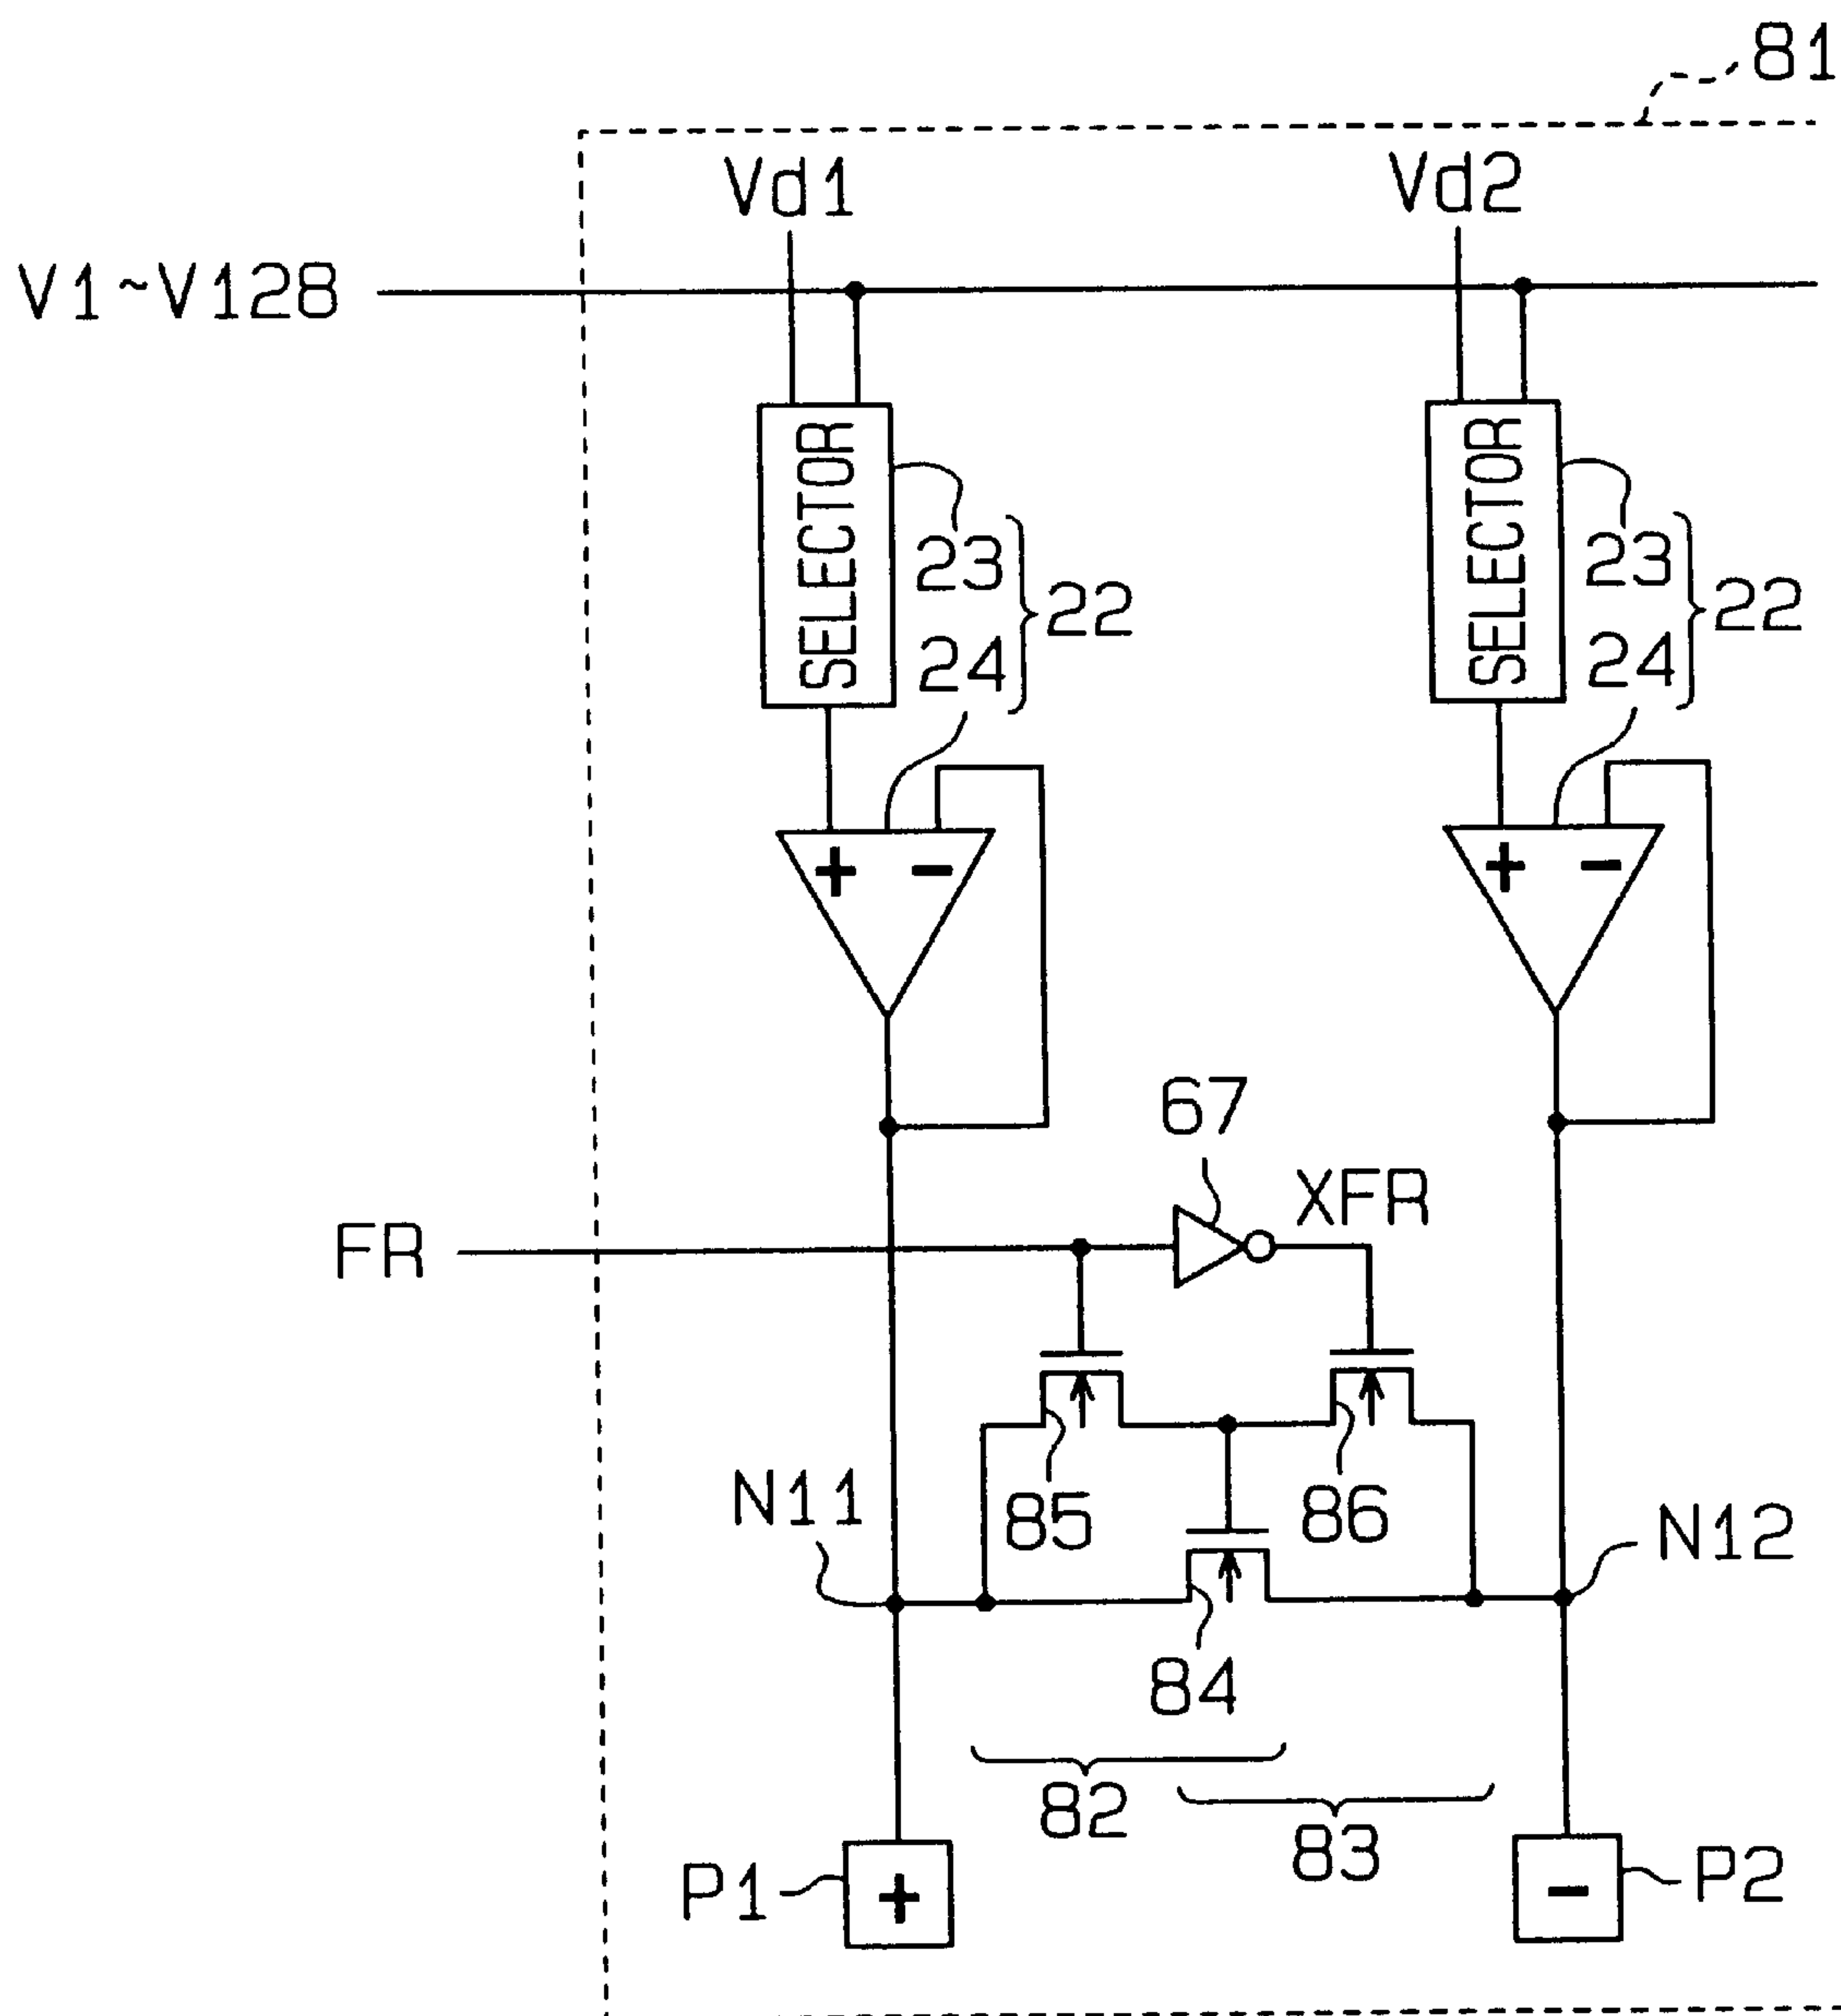 81
Vd1
Vd2
V1~V128
SELECTOR
SELECTOR
23
24
22
23
24
22
+
-
+
-
67
XFR
FR
85
86
N11
N12
84
82
83
P1
+
-
P2